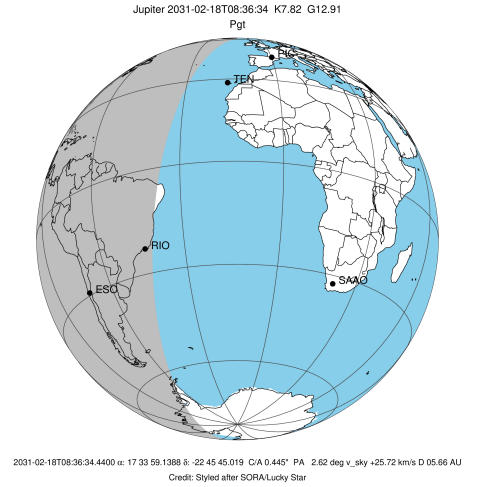 Jupiter 2031-02-18T08:36:34 K7.82 G12.91
Pgt
PIC
TEN
RIO
ESO
SAAO
2031-02-18T08:36:34.4400 α: 17 33 59.1388 δ: -22 45 45.019 C/A 0.445" PA 2.62 deg v_sky +25.72 km/s D 05.66 AU
Credit: Styled after SORA/Lucky Star